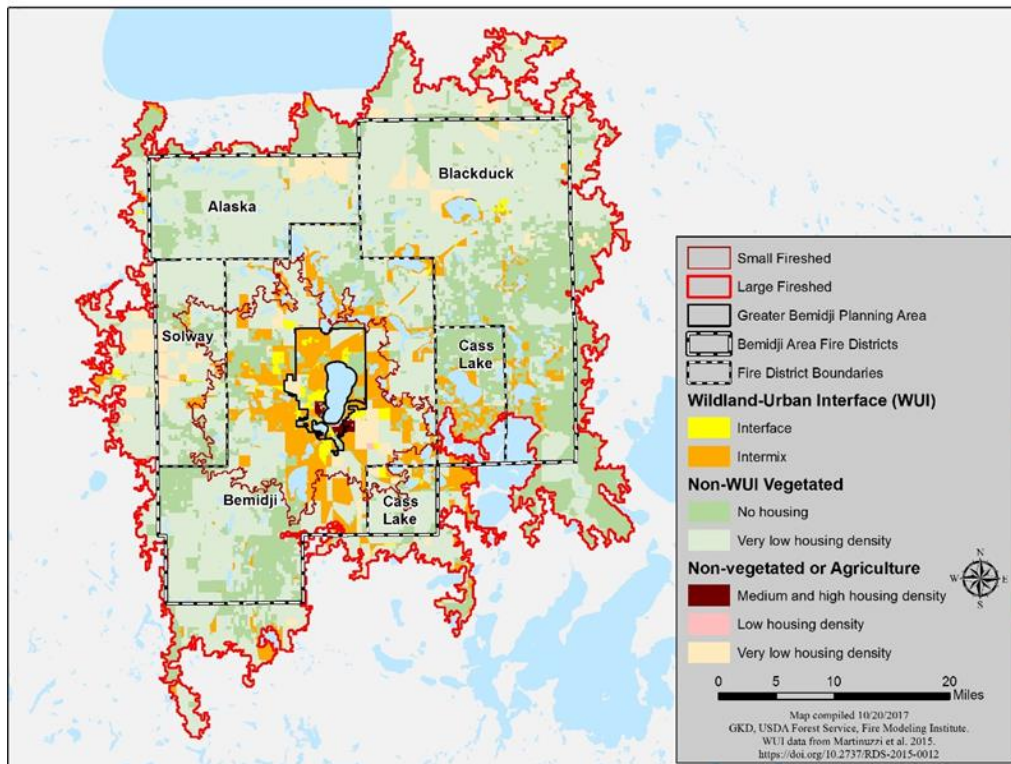 Blackduck
Alaska
Solway
Cass
Lake
Bemidji
Cass
Lake
Small Fireshed
Large Fireshed
Greater Bemidji Planning Area
Bemidji Area Fire Districts
Fire District Boundaries
Wildland-Urban Interface (WUI)
Interface
Intermix
Non-WUI Vegetated
No housing
Very low housing density
Non-vegetated or Agriculture
N
W E
S
Medium and high housing density
Low housing density
Very low housing density
0 5 10 20
Miles
Map compiled 10/20/2017
GKD, USDA Forest Service, Fire Modeling Institute.
WUI data from Martinuzzi et al. 2015.
https://doi.org/10.2737/RDS-2015-0012